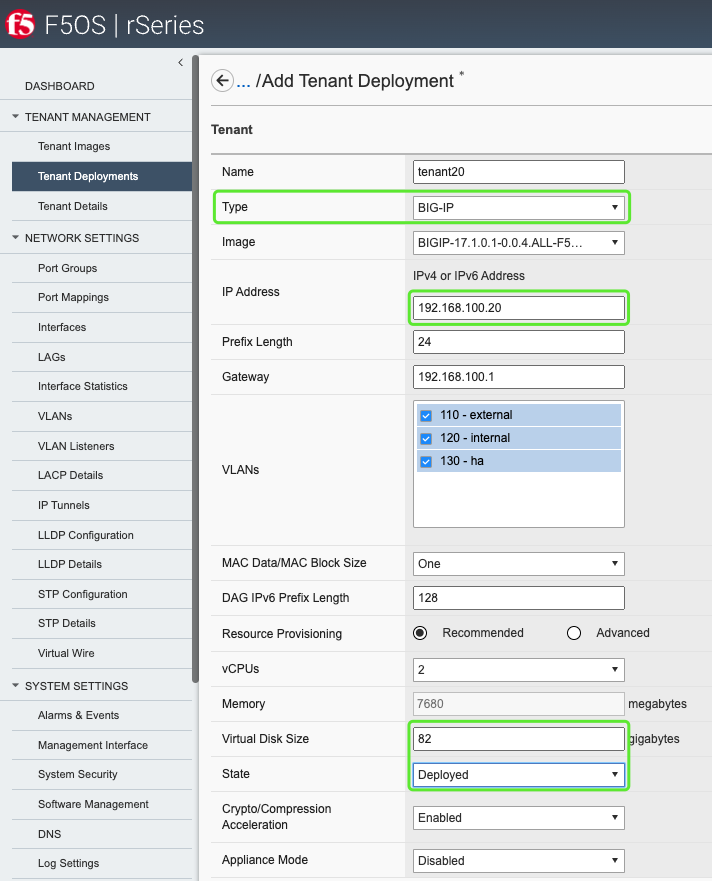 f5 F5OS | rSeries
DASHBOARD
TENANT MANAGEMENT
Tenant Images
Tenant Deployments
Tenant Details
NETWORK SETTINGS
Port Groups
Port Mappings
Interfaces
LAGs
Interface Statistics
VLANs
VLAN Listeners
LACP Details
IP Tunnels
LLDP Configuration
LLDP Details
STP Configuration
STP Details
Virtual Wire
SYSTEM SETTINGS
Alarms & Events
Management Interface
System Security
Software Management
DNS
Log Settings
... /Add Tenant Deployment *
Tenant
Name tenant20
Type BIG-IP
Image BIGIP-17.1.0.1-0.0.4.ALL-F5...
IPv4 or IPv6 Address
IP Address 192.168.100.20
Prefix Length 24
Gateway 192.168.100.1
VLANs
110 - external
120 - internal
130 - ha
MAC Data/MAC Block Size One
DAG IPv6 Prefix Length 128
Resource Provisioning Recommended Advanced
vCPUs 2
Memory 7680 megabytes
Virtual Disk Size 82 gigabytes
State Deployed
Crypto/Compression
Acceleration Enabled
Appliance Mode Disabled